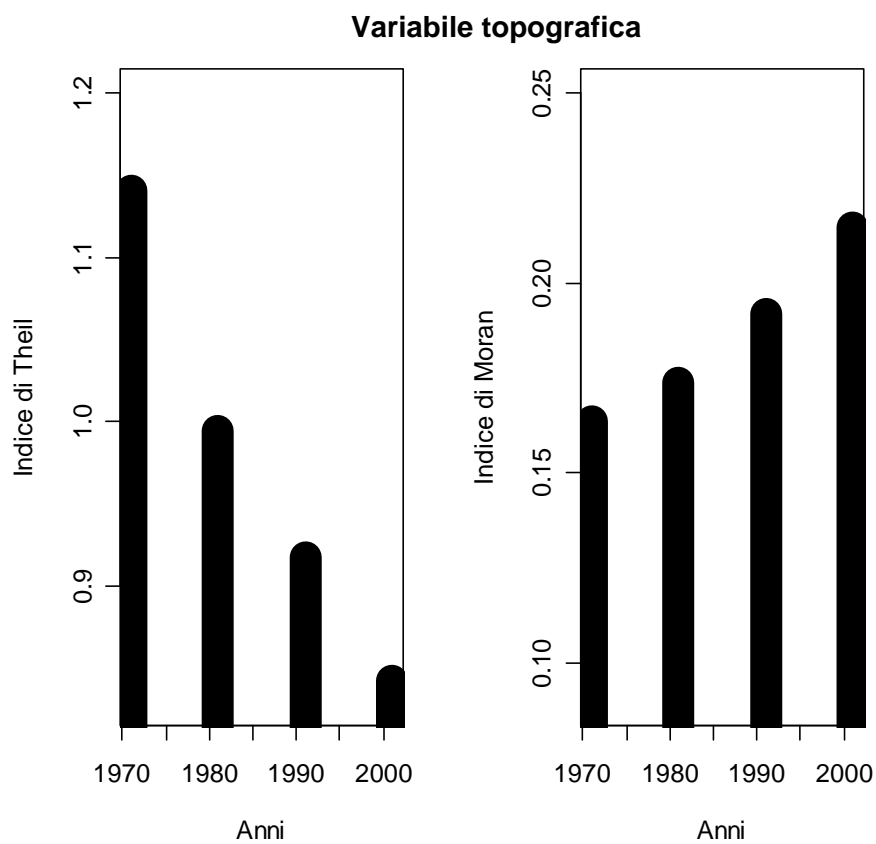 Variabile topografica
Indice di Theil
1.2
1.1
1.0
0.9
1970 1980 1990 2000
Anni
Indice di Moran
0.25
0.20
0.15
0.10
1970 1980 1990 2000
Anni